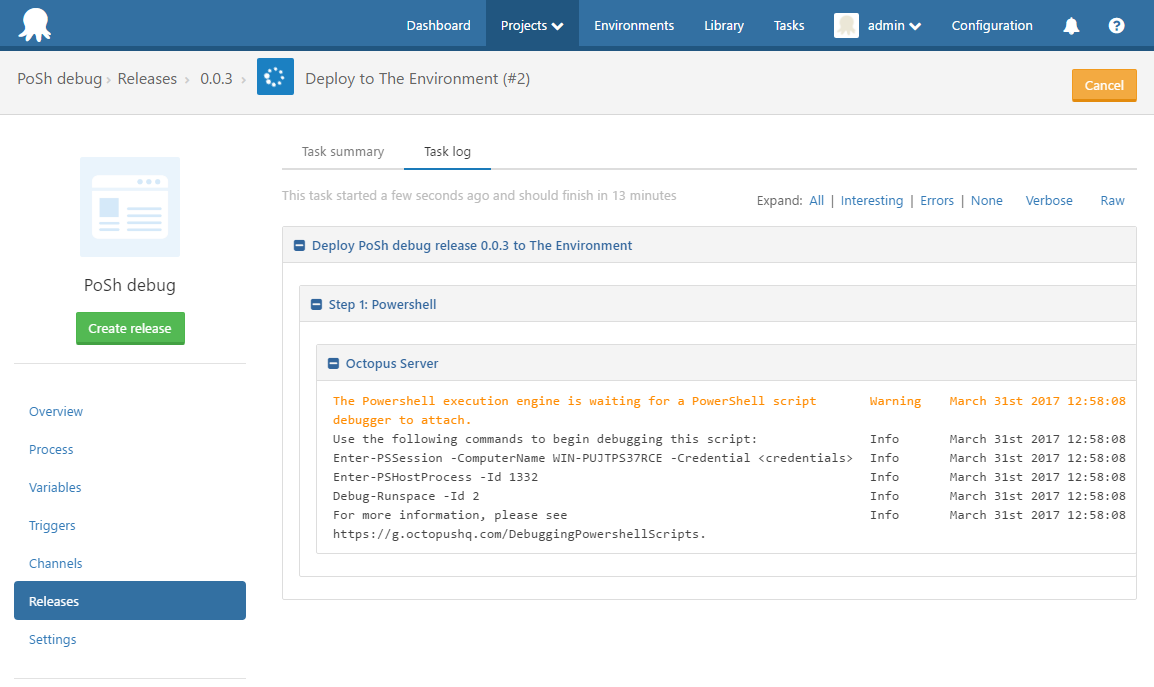 Dashboard Projects Environments Library Tasks admin Configuration
PoSh debug › Releases › 0.0.3 › Deploy to The Environment (#2)
Cancel
PoSh debug
Create release
Overview
Process
Variables
Triggers
Channels
Releases
Settings
Task summary Task log
This task started a few seconds ago and should finish in 13 minutes
Expand: All | Interesting | Errors | None Verbose Raw
Deploy PoSh debug release 0.0.3 to The Environment
Step 1: Powershell
Octopus Server
The Powershell execution engine is waiting for a PowerShell script Warning March 31st 2017 12:58:08
debugger to attach.
Use the following commands to begin debugging this script: Info March 31st 2017 12:58:08
Enter-PSSession -ComputerName WIN-PUJTPS37RCE -Credential <credentials> Info March 31st 2017 12:58:08
Enter-PSHostProcess -Id 1332 Info March 31st 2017 12:58:08
Debug-Runspace -Id 2 Info March 31st 2017 12:58:08
For more information, please see Info March 31st 2017 12:58:08
https://g.octopushq.com/DebuggingPowershellScripts.